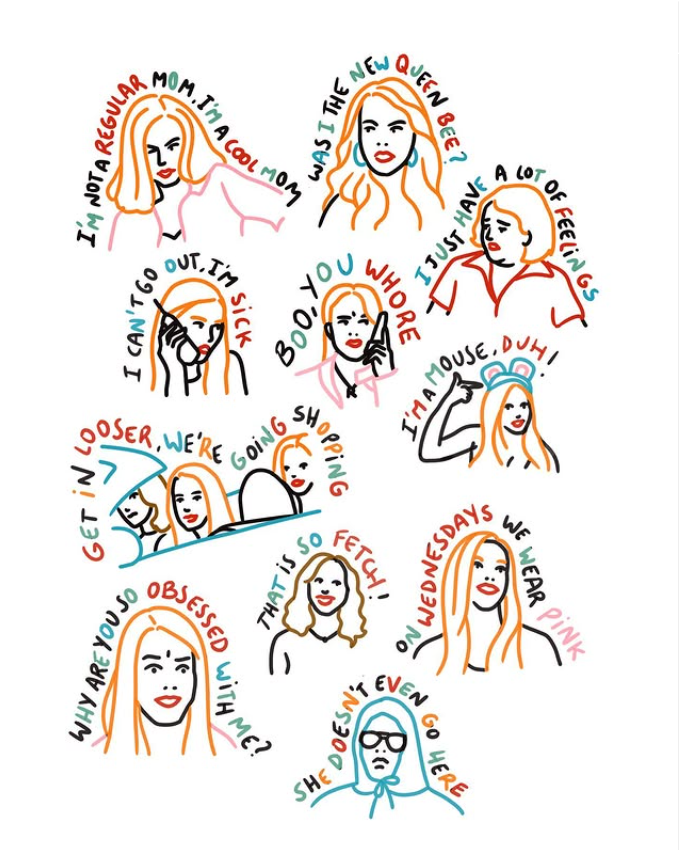 I'M NOT A REGULAR MOM, I'M A COOL MOM
WAS I THE NEW QUEEN BEE?
I JUST HAVE A LOT OF FEELiNGS
I CAN'T GO OUT, I'M SiCK
BOO, YOU WHORE
I'M A MOUSE, DUH!
GET iN LOOSER, WE'RE GOiNG SHOPPiNG
THAT iS SO FETCH!
ON WEDNESDAYS WE WEAR PiNK
WHY ARE YOU SO OBSESSED WiTH ME?
SHE DOESN'T EVEN GO HERE